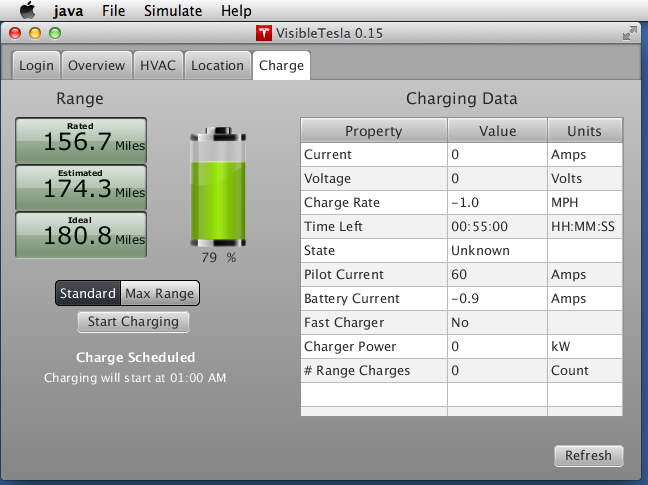 java File Simulate Help
VisibleTesla 0.15
Login Overview HVAC Location Charge
Range
Rated
156.7 Miles
Estimated
174.3 Miles
Ideal
180.8 Miles
79 %
Standard Max Range
Start Charging
Charge Scheduled
Charging will start at 01:00 AM
Charging Data
Property Value Units
Current 0 Amps
Voltage 0 Volts
Charge Rate -1.0 MPH
Time Left 00:55:00 HH:MM:SS
State Unknown
Pilot Current 60 Amps
Battery Current -0.9 Amps
Fast Charger No
Charger Power 0 kW
# Range Charges 0 Count
Refresh